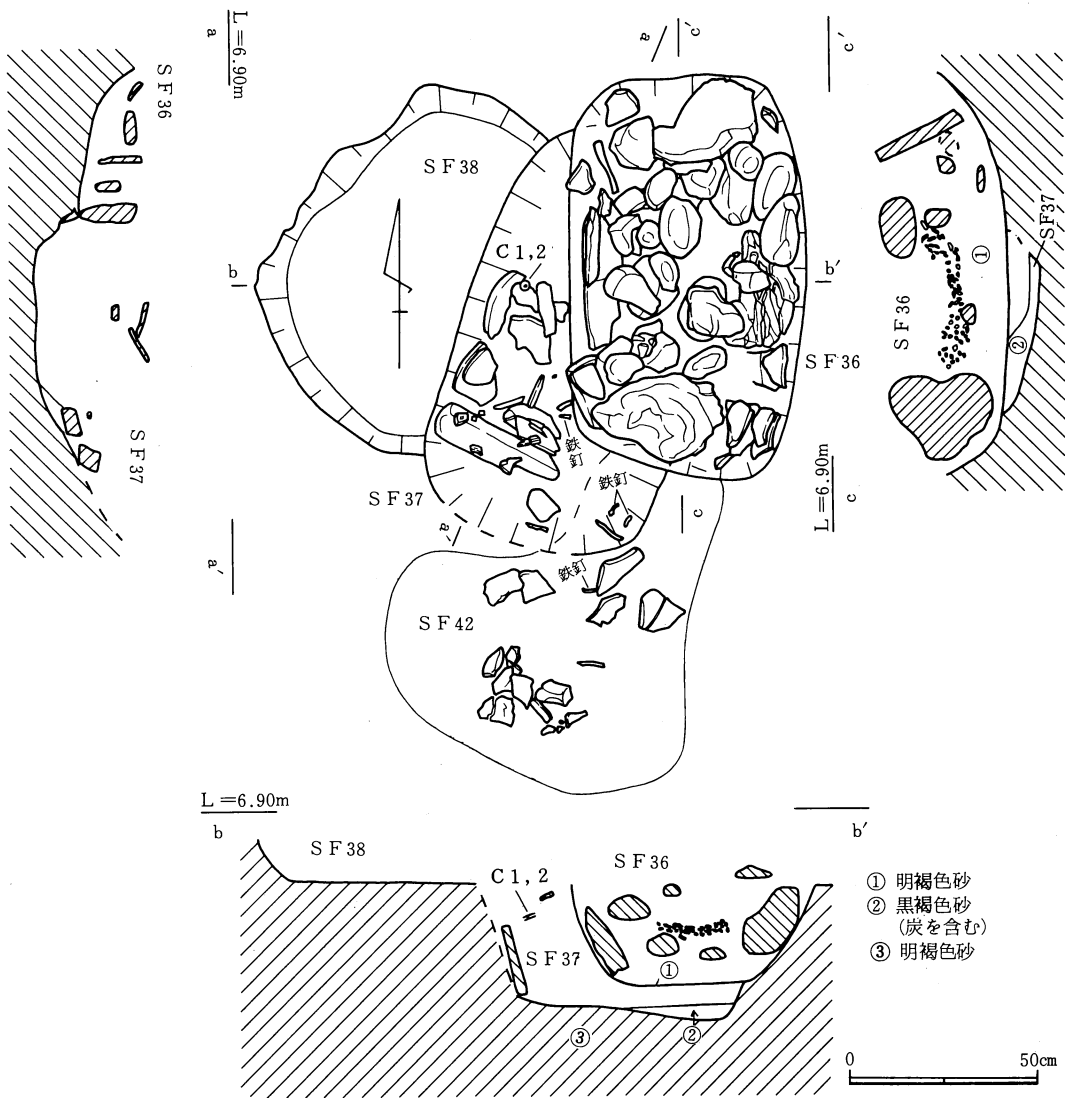 L=6.90m
a
a'
SF36
SF37
a
c'
c'
SF38
C1,2
b
b'
SF36
SF37
鉄釘
鉄釘
鉄釘
a'
c
L=6.90m
c
SF42
SF36
①
②
SF37
L=6.90m
b
b'
SF38
SF36
C1,2
SF37
①
②
③
① 明褐色砂
② 黒褐色砂
(炭を含む)
③ 明褐色砂
0 50cm